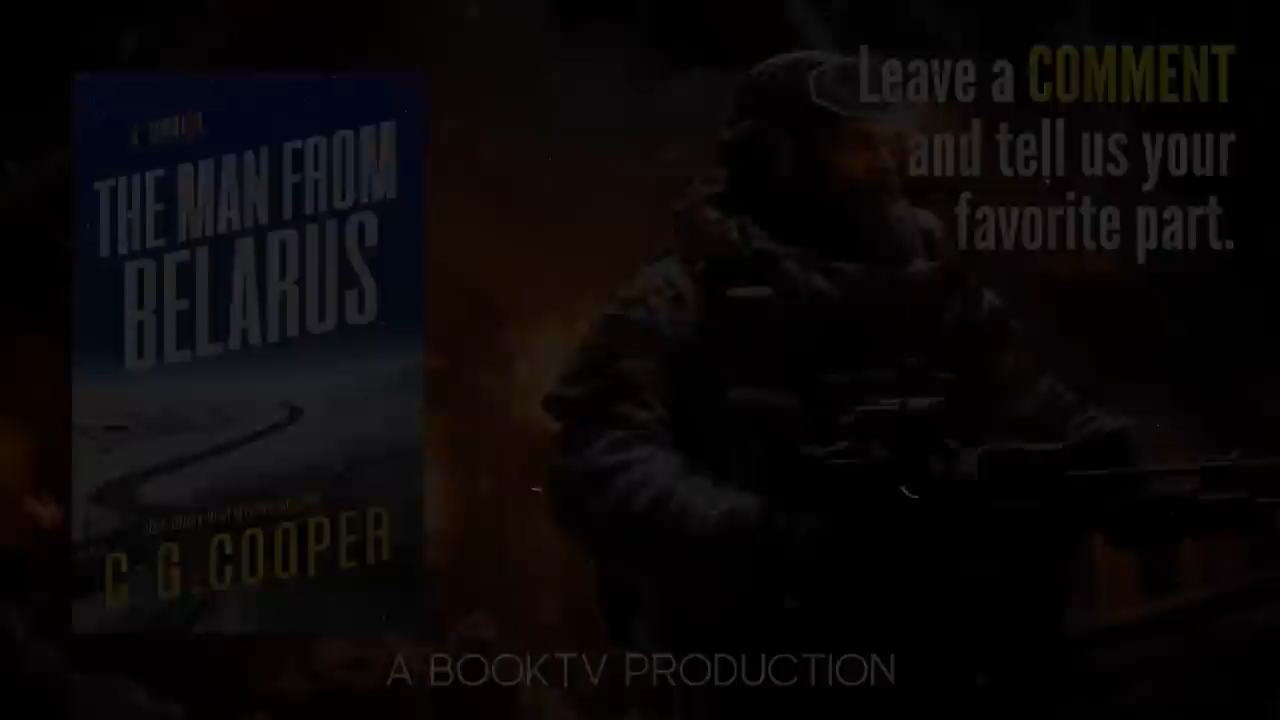 Leave a COMMENT
and tell us your
favorite part.
THE MAN FROM
BELARUS
C. G. COOPER
A BOOKTV PRODUCTION